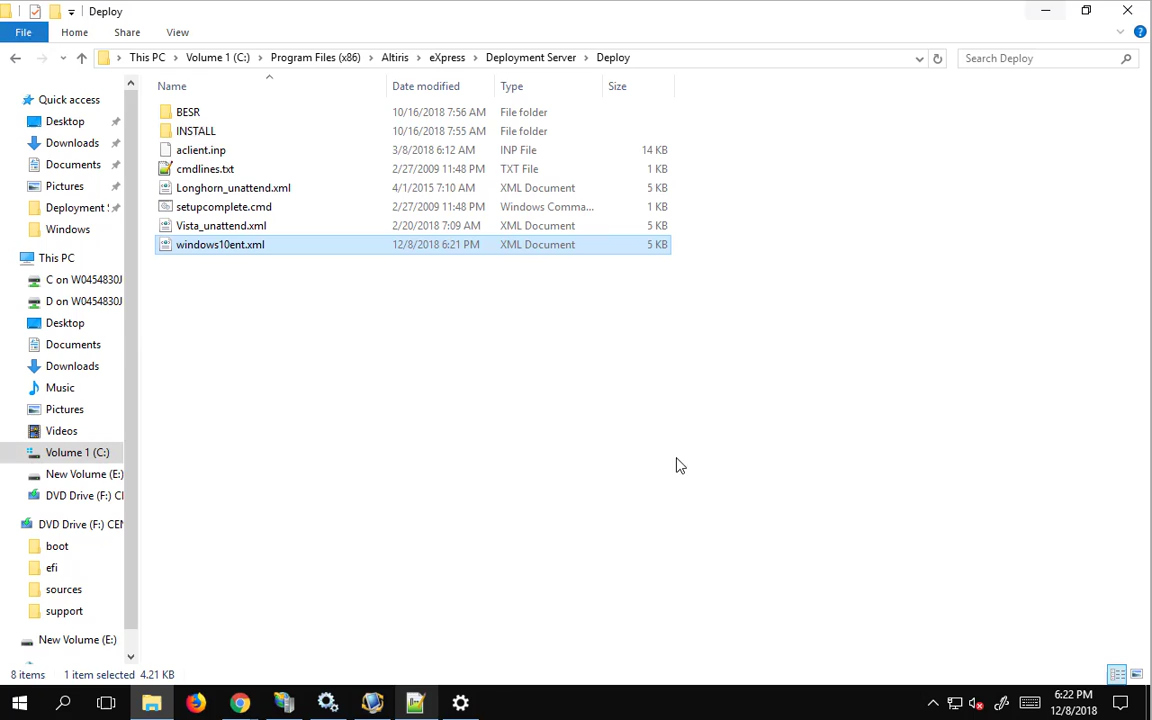 Deploy
File Home Share View
This PC Volume 1 (C:) Program Files (x86) Altiris eXpress Deployment Server Deploy Search Deploy
Name Date modified Type Size
Quick access
Desktop
Downloads
Documents
Pictures
Deployment S
Windows
This PC
C on W0454830J
D on W0454830J
Desktop
Documents
Downloads
Music
Pictures
Videos
Volume 1 (C:)
New Volume (E:)
DVD Drive (F:) CE
DVD Drive (F:) CEN
boot
efi
sources
support
New Volume (E:)
BESR 10/16/2018 7:56 AM File folder
INSTALL 10/16/2018 7:55 AM File folder
aclient.inp 3/8/2018 6:12 AM INP File 14 KB
cmdlines.txt 2/27/2009 11:48 PM TXT File 1 KB
Longhorn_unattend.xml 4/1/2015 7:10 AM XML Document 5 KB
setupcomplete.cmd 2/27/2009 11:48 PM Windows Comma... 1 KB
Vista_unattend.xml 2/20/2018 7:09 AM XML Document 5 KB
windows10ent.xml 12/8/2018 6:21 PM XML Document 5 KB
8 items 1 item selected 4.21 KB
6:22 PM
12/8/2018